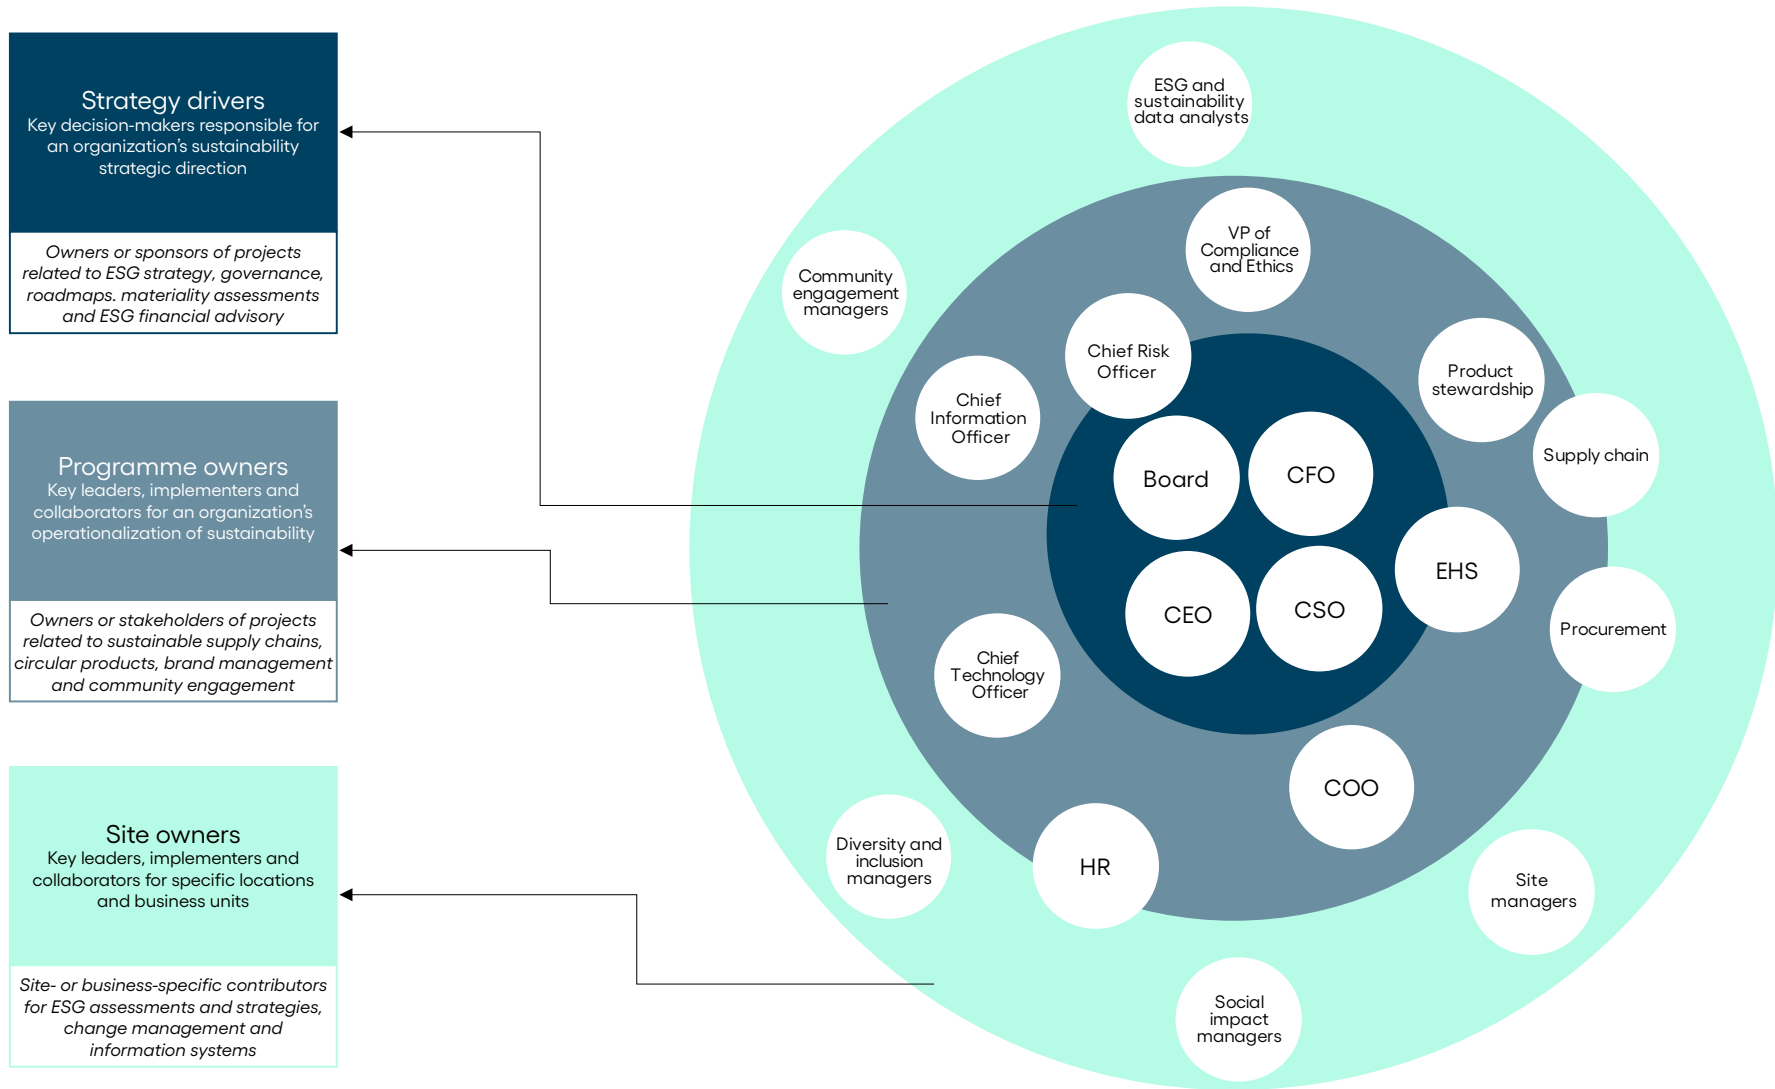 Strategy drivers
Key decision-makers responsible for
an organization's sustainability
strategic direction
Owners or sponsors of projects
related to ESG strategy, governance,
roadmaps. materiality assessments
and ESG financial advisory
Programme owners
Key leaders, implementers and
collaborators for an organization's
operationalization of sustainability
Owners or stakeholders of projects
related to sustainable supply chains,
circular products, brand management
and community engagement
Site owners
Key leaders, implementers and
collaborators for specific locations
and business units
Site- or business-specific contributors
for ESG assessments and strategies,
change management and
information systems
ESG and
sustainability
data analysts
VP of
Compliance
and Ethics
Community
engagement
managers
Chief Risk
Officer
Product
stewardship
Chief
Information
Officer
Supply chain
Board
CFO
EHS
CEO
CSO
Procurement
Chief
Technology
Officer
COO
Diversity and
inclusion
managers
HR
Site
managers
Social
impact
managers